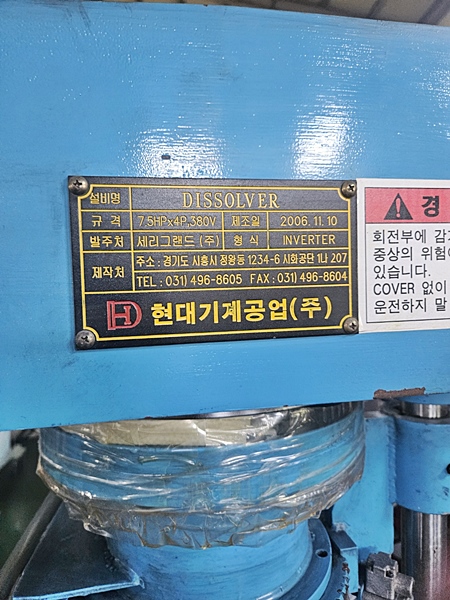 설비명 DISSOLVER
규 격 7.5HPx4P.380V 제조일 2006.11.10
발주처 세리그랜드 (주) 형 식 INVERTER
제작처 주소: 경기도 시흥시 정왕동 1234-6 시화공단 1나 207
TEL : 031) 496-8605 FAX : 031) 496-8604
HD 현대기계공업(주)
경
회전부에 감
중상의 위험
있습니다.
COVER 없이
운전하지 말